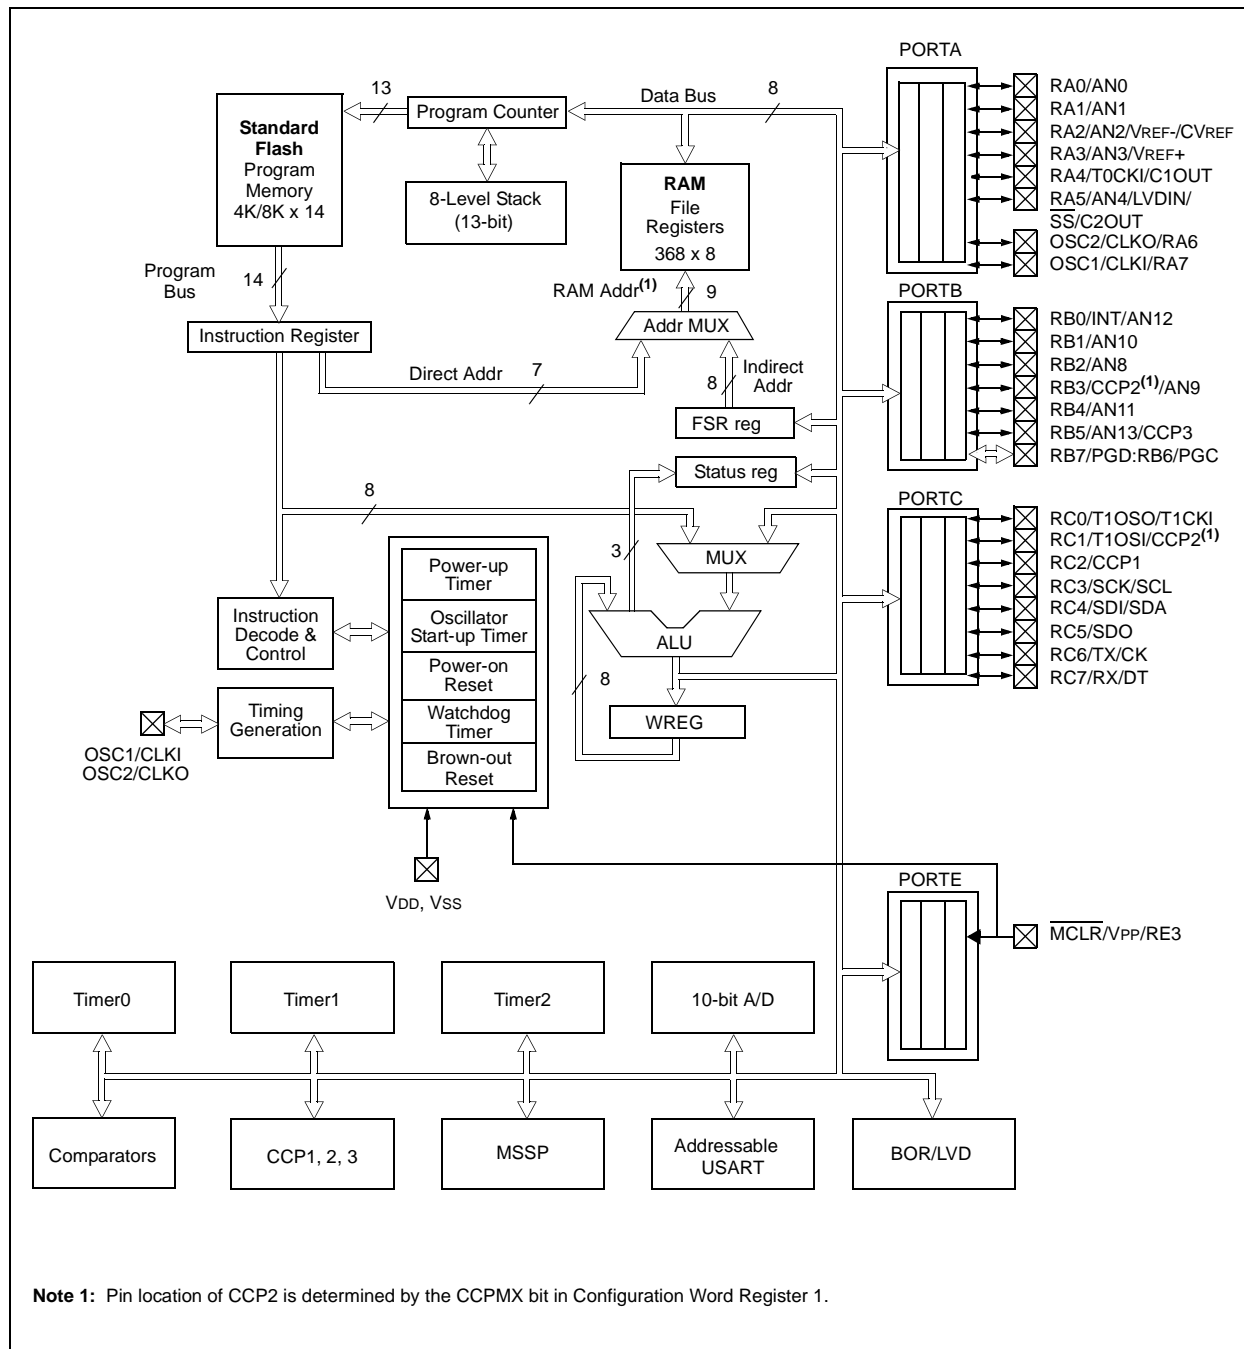 PORTA
13
Data Bus
8
Program Counter
Standard
Flash
Program
Memory
4K/8K x 14
8-Level Stack
(13-bit)
RAM
File
Registers
368 x 8
RA0/AN0
RA1/AN1
RA2/AN2/VREF-/CVREF
RA3/AN3/VREF+
RA4/T0CKI/C1OUT
RA5/AN4/LVDIN/
SS/C2OUT
OSC2/CLKO/RA6
OSC1/CLKI/RA7
Program
Bus
14
RAM Addr(1)
9
Addr MUX
Instruction Register
Direct Addr
7
8
Indirect
Addr
FSR reg
Status reg
PORTB
RB0/INT/AN12
RB1/AN10
RB2/AN8
RB3/CCP2(1)/AN9
RB4/AN11
RB5/AN13/CCP3
RB7/PGD:RB6/PGC
8
3
MUX
PORTC
RC0/T1OSO/T1CKI
RC1/T1OSI/CCP2(1)
RC2/CCP1
RC3/SCK/SCL
RC4/SDI/SDA
RC5/SDO
RC6/TX/CK
RC7/RX/DT
Power-up
Timer
Oscillator
Start-up Timer
Power-on
Reset
Watchdog
Timer
Brown-out
Reset
Instruction
Decode &
Control
Timing
Generation
OSC1/CLKI
OSC2/CLKO
ALU
8
WREG
VDD, VSS
PORTE
MCLR/VPP/RE3
Timer0
Timer1
Timer2
10-bit A/D
Comparators
CCP1, 2, 3
MSSP
Addressable
USART
BOR/LVD
Note 1: Pin location of CCP2 is determined by the CCPMX bit in Configuration Word Register 1.